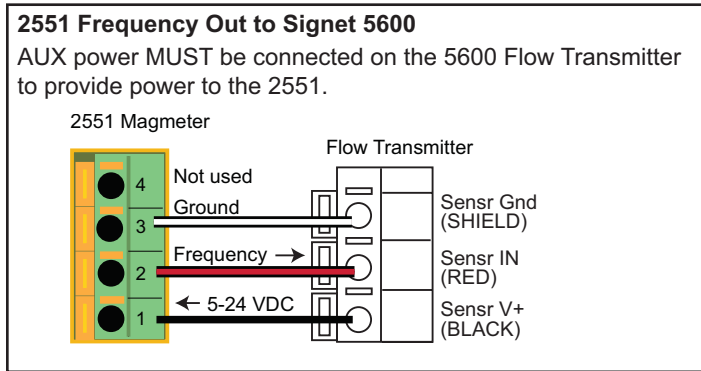 2551 Frequency Out to Signet 5600
AUX power MUST be connected on the 5600 Flow Transmitter
to provide power to the 2551.
2551 Magmeter
Flow Transmitter
4 Not used
3 Ground
Sensr Gnd
(SHIELD)
2 Frequency →
Sensr IN
(RED)
1 ← 5-24 VDC
Sensr V+
(BLACK)